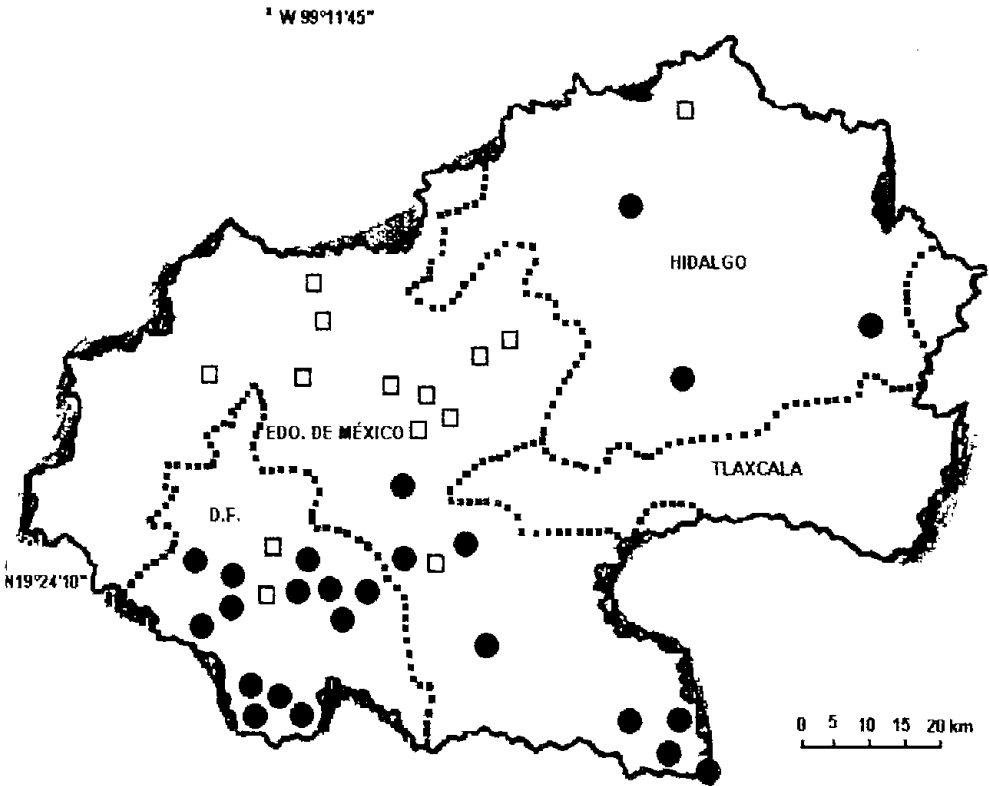 W 99°11'45"
HIDALGO
EDO. DE MÉXICO
TLAXCALA
D.F.
N19°24'10"
0 5 10 15 20 km